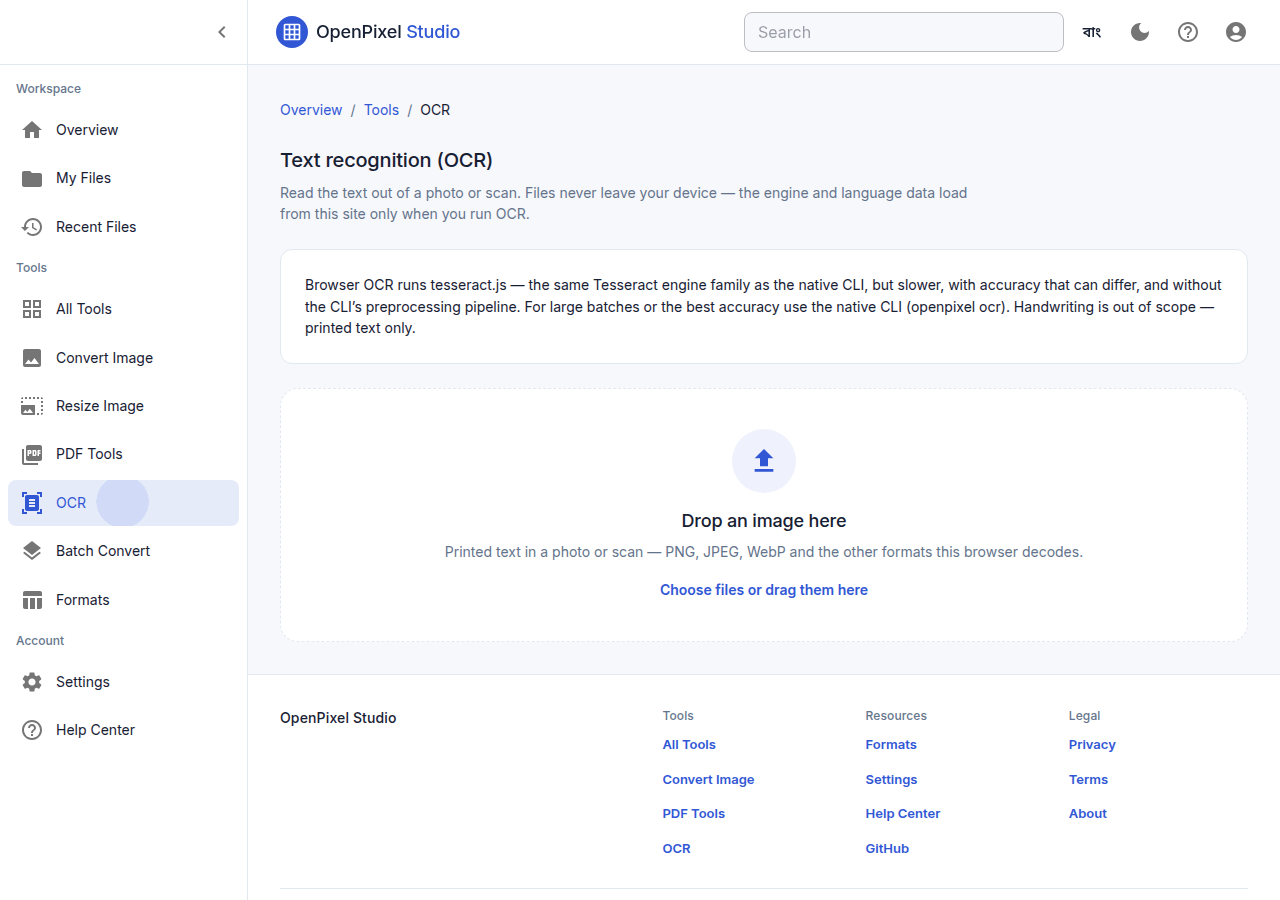 OpenPixel Studio
Search
বাং
Workspace
Overview
My Files
Recent Files
Tools
All Tools
Convert Image
Resize Image
PDF
PDF Tools
OCR
Batch Convert
Formats
Account
Settings
Help Center
Overview / Tools / OCR
Text recognition (OCR)
Read the text out of a photo or scan. Files never leave your device — the engine and language data load
from this site only when you run OCR.
Browser OCR runs tesseract.js — the same Tesseract engine family as the native CLI, but slower, with accuracy that can differ, and without
the CLI’s preprocessing pipeline. For large batches or the best accuracy use the native CLI (openpixel ocr). Handwriting is out of scope —
printed text only.
Drop an image here
Printed text in a photo or scan — PNG, JPEG, WebP and the other formats this browser decodes.
Choose files or drag them here
OpenPixel Studio
Tools
All Tools
Convert Image
PDF Tools
OCR
Resources
Formats
Settings
Help Center
GitHub
Legal
Privacy
Terms
About